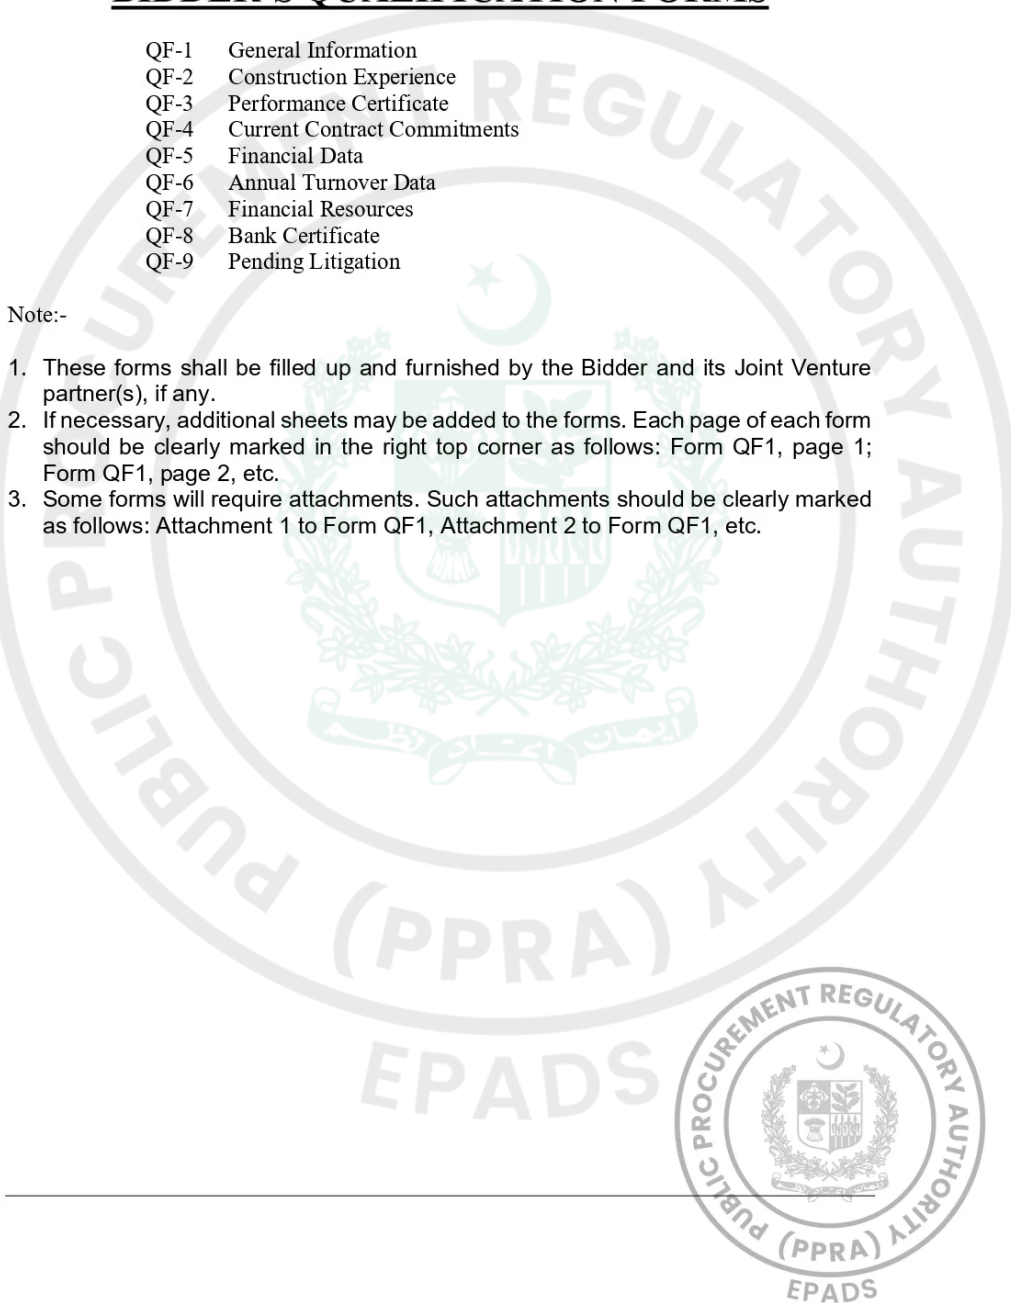 BIDDER'S QUALIFICATION FORMS
QF-1 General Information
QF-2 Construction Experience
QF-3 Performance Certificate
QF-4 Current Contract Commitments
QF-5 Financial Data
QF-6 Annual Turnover Data
QF-7 Financial Resources
QF-8 Bank Certificate
QF-9 Pending Litigation
Note:-
1. These forms shall be filled up and furnished by the Bidder and its Joint Venture
partner(s), if any.
2. If necessary, additional sheets may be added to the forms. Each page of each form
should be clearly marked in the right top corner as follows: Form QF1, page 1;
Form QF1, page 2, etc.
3. Some forms will require attachments. Such attachments should be clearly marked
as follows: Attachment 1 to Form QF1, Attachment 2 to Form QF1, etc.
PUBLIC PROCUREMENT REGULATORY AUTHORITY
(PPRA)
EPADS
PUBLIC PROCUREMENT REGULATORY AUTHORITY
(PPRA)
EPADS